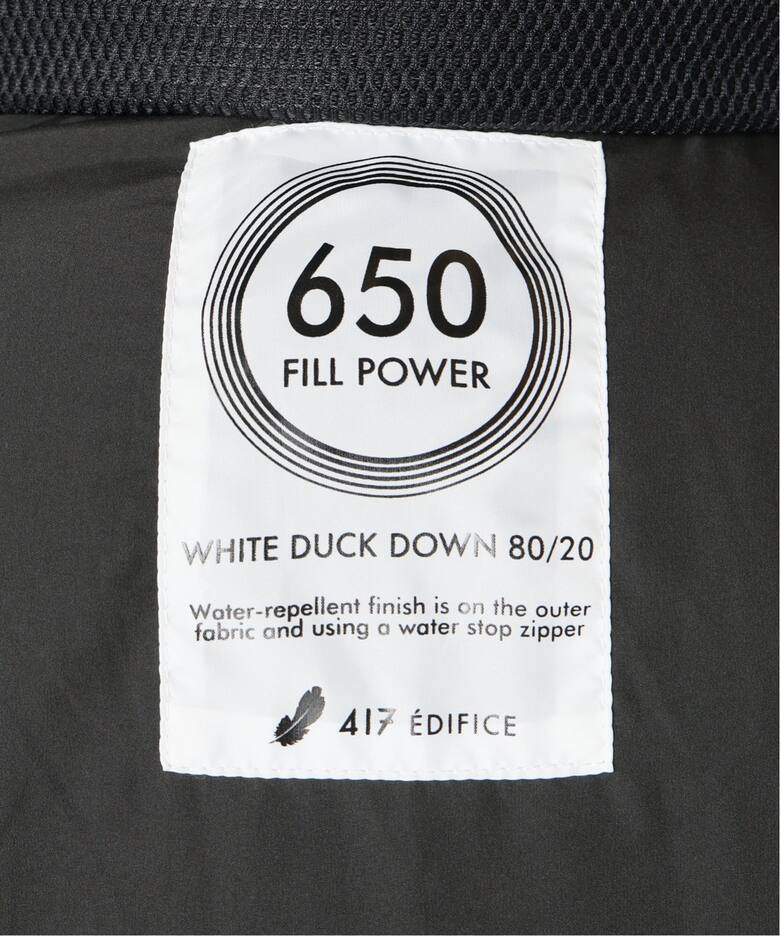 650
FILL POWER
WHITE DUCK DOWN 80/20
Water-repellent finish is on the outer
fabric and using a water stop zipper
417 ÉDIFICE